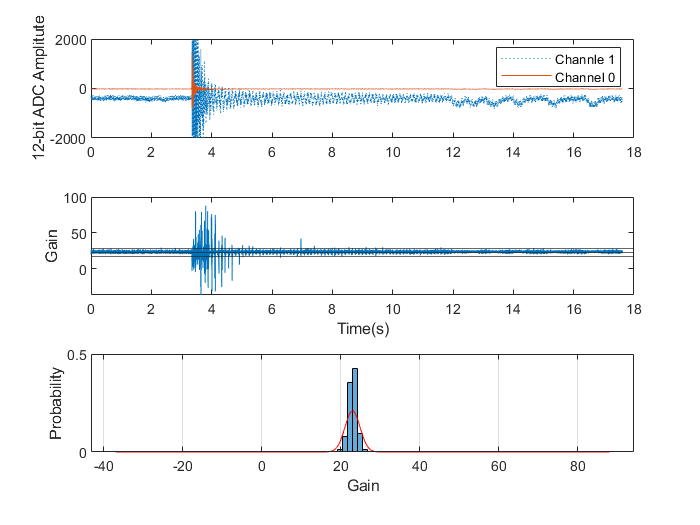 12-bit ADC Amplitute
2000
0
-2000
Channle 1
Channel 0
0 2 4 6 8 10 12 14 16 18
Gain
100
50
0
0 2 4 6 8 10 12 14 16 18
Time(s)
Probability
0.5
0
-40 -20 0 20 40 60 80
Gain